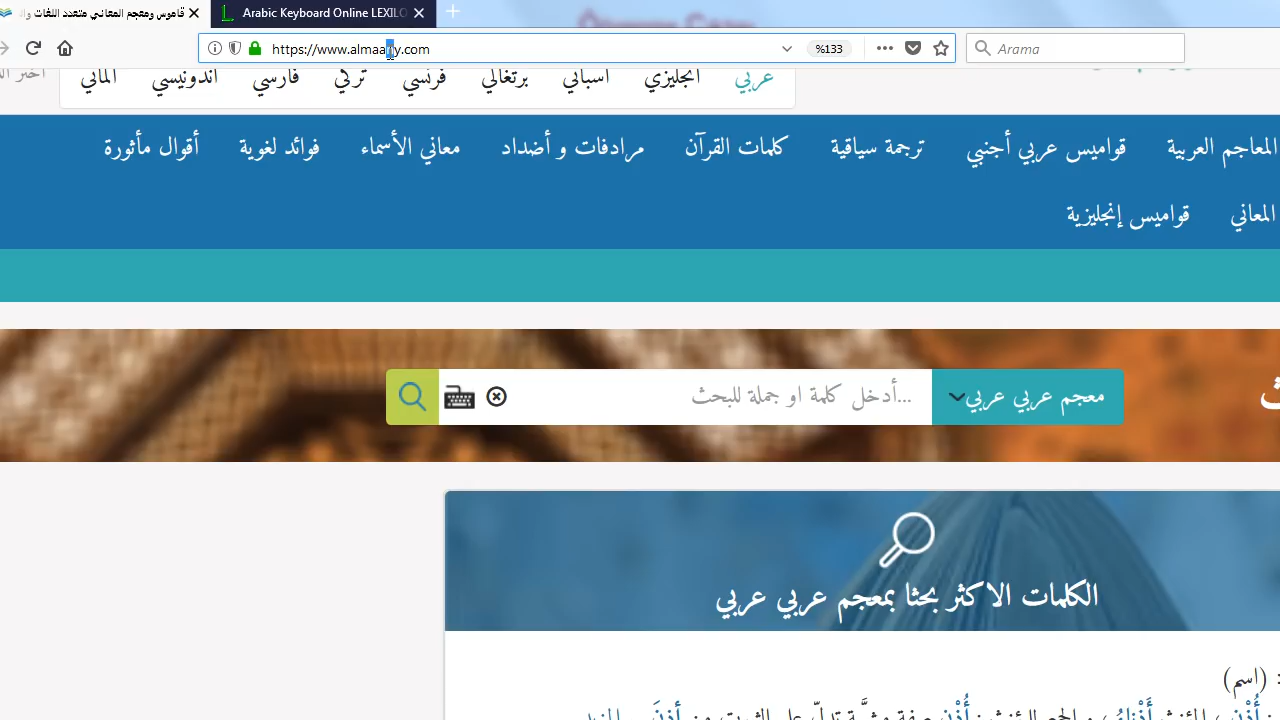 قاموس ومعجم المعاني متعدد اللغات وال
Arabic Keyboard Online LEXILO
https://www.almaany.com
%133
Arama
عربي انجليزي اسباني برتغالي فرنسي تركي فارسي اندونيسي الماني
اختر
المعاجم العربية قواميس عربي أجنبي ترجمة سياقية كلمات القرآن مرادفات و أضداد معاني الأسماء فوائد لغوية أقوال مأثورة
المعاني قواميس إنجليزية
معجم عربي عربي
أدخل كلمة او جملة للبحث...
الكلمات الاكثر بحثا بمعجم عربي عربي
(اسم) :